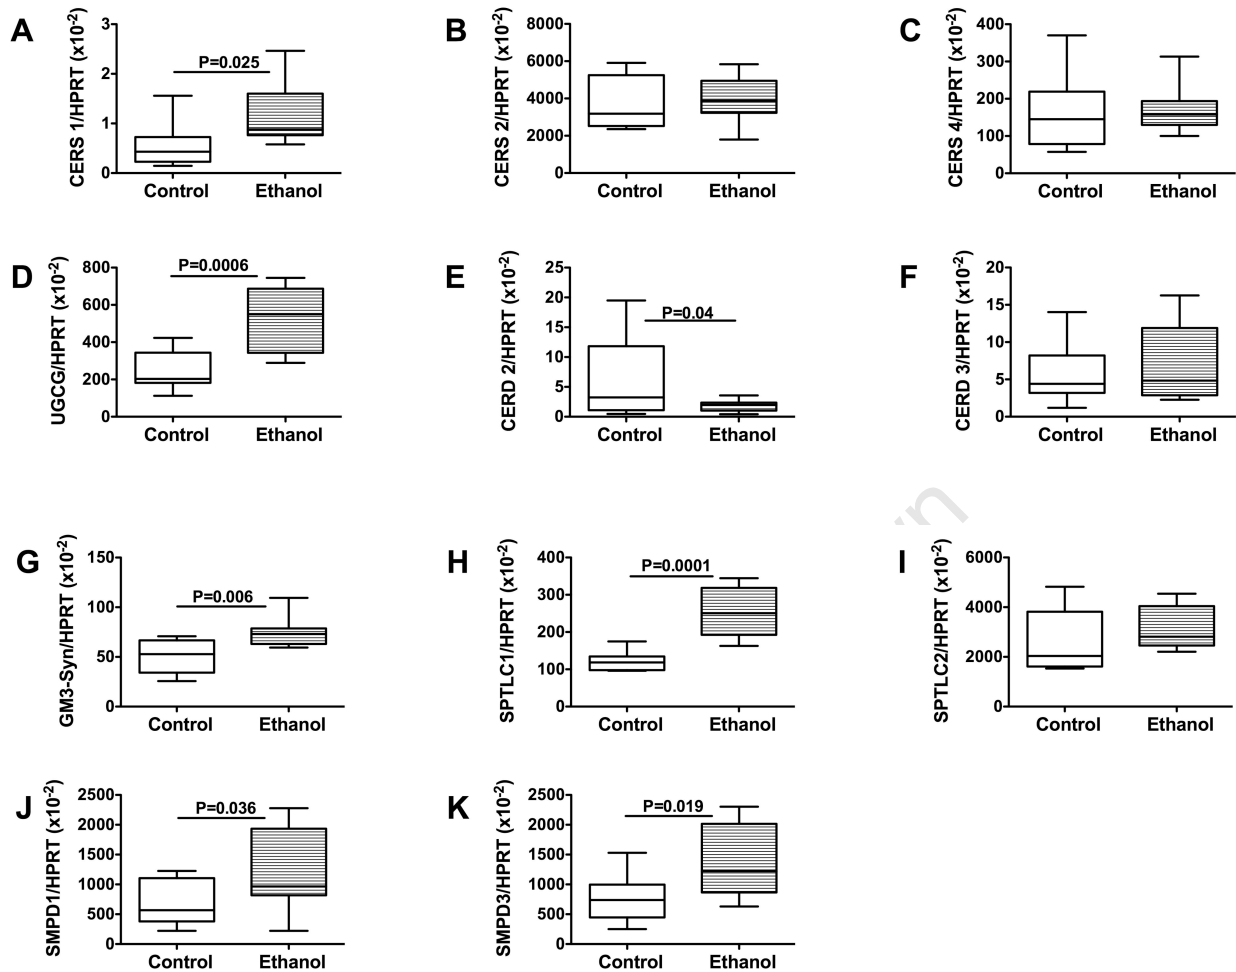 A
CERS 1/HPRT (x10-2)
3
2
1
0
P=0.025
Control Ethanol
B
CERS 2/HPRT (x10-2)
8000
6000
4000
2000
0
Control Ethanol
C
CERS 4/HPRT (x10-2)
400
300
200
100
0
Control Ethanol
D
UGCG/HPRT (x10-2)
800
600
400
200
0
P=0.0006
Control Ethanol
E
CERD 2/HPRT (x10-2)
25
20
15
10
5
0
P=0.04
Control Ethanol
F
CERD 3/HPRT (x10-2)
20
15
10
5
0
Control Ethanol
G
GM3-Syn/HPRT (x10-2)
150
100
50
0
P=0.006
Control Ethanol
H
SPTLC1/HPRT (x10-2)
400
300
200
100
0
P=0.0001
Control Ethanol
I
SPTLC2/HPRT (x10-2)
6000
4000
2000
0
Control Ethanol
J
SMPD1/HPRT (x10-2)
2500
2000
1500
1000
500
0
P=0.036
Control Ethanol
K
SMPD3/HPRT (x10-2)
2500
2000
1500
1000
500
0
P=0.019
Control Ethanol